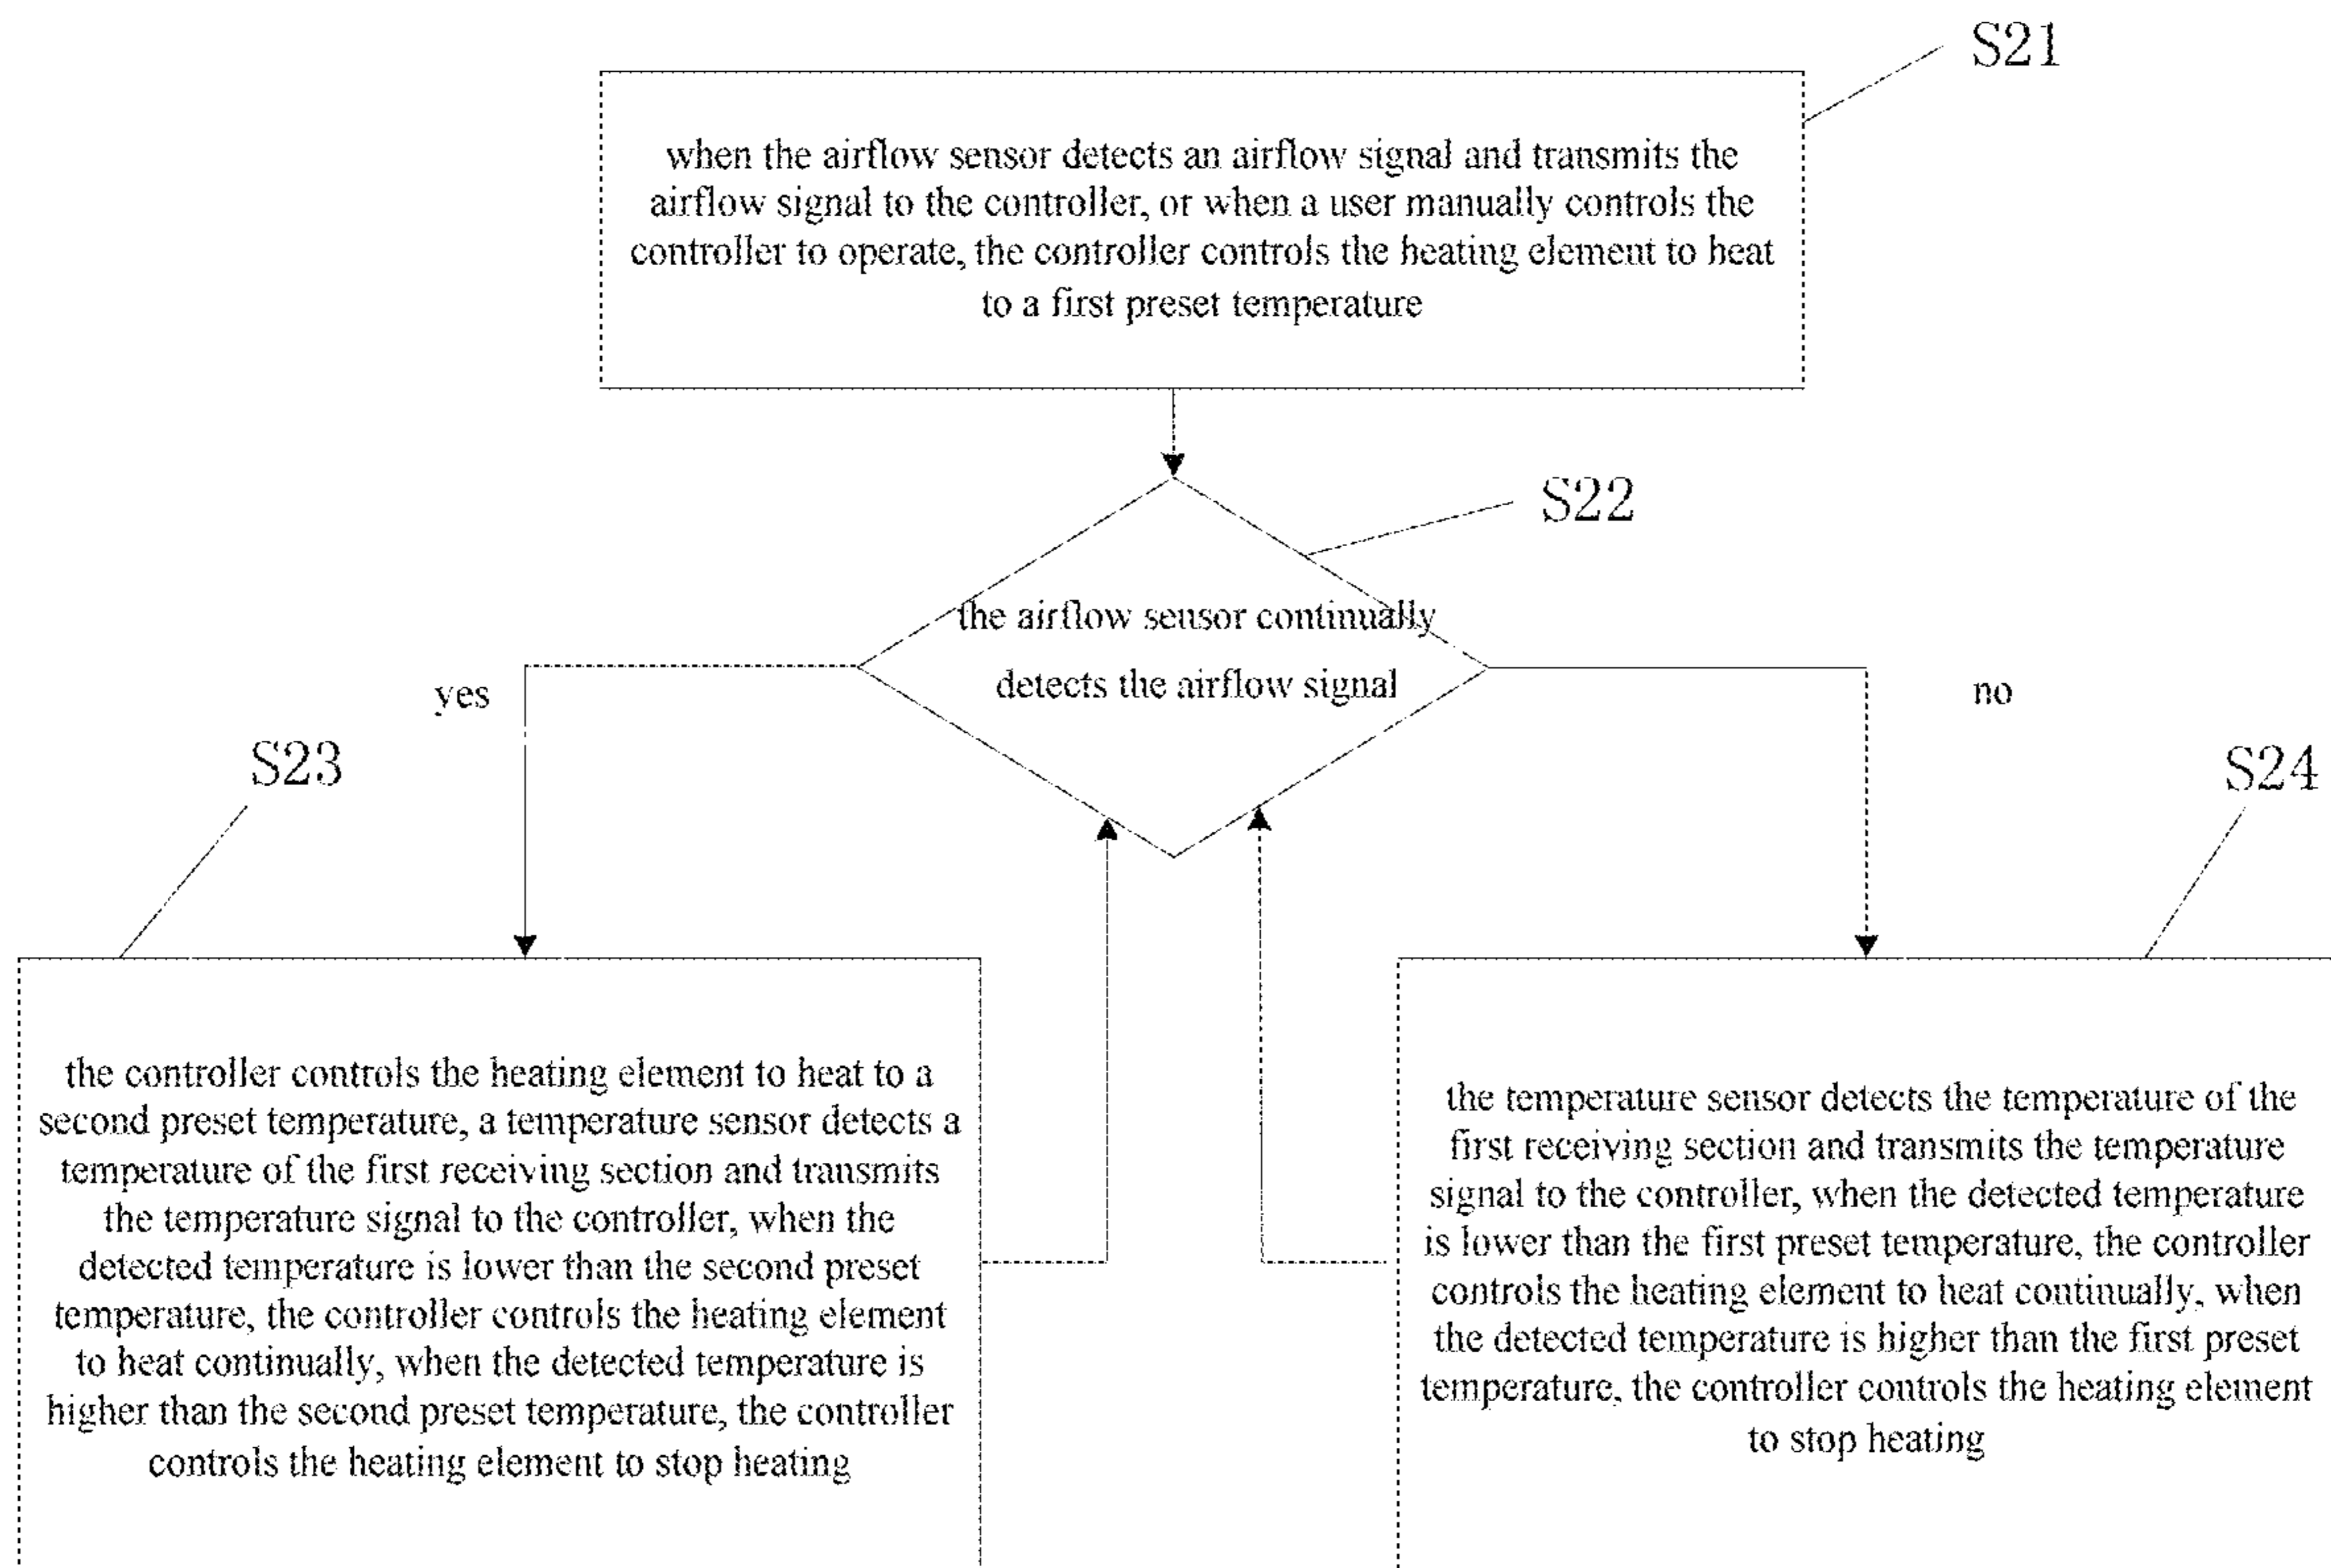 S21
when the airflow sensor detects an airflow signal and transmits the
airflow signal to the controller, or when a user manually controls the
controller to operate, the controller controls the heating element to heat
to a first preset temperature
S22
the airflow sensor continually
detects the airflow signal
yes
no
S23
S24
the controller controls the heating element to heat to a
second preset temperature, a temperature sensor detects a
temperature of the first receiving section and transmits
the temperature signal to the controller, when the
detected temperature is lower than the second preset
temperature, the controller controls the heating element
to heat continually, when the detected temperature is
higher than the second preset temperature, the controller
controls the heating element to stop heating
the temperature sensor detects the temperature of the
first receiving section and transmits the temperature
signal to the controller, when the detected temperature
is lower than the first preset temperature, the controller
controls the heating element to heat continually, when
the detected temperature is higher than the first preset
temperature, the controller controls the heating element
to stop heating